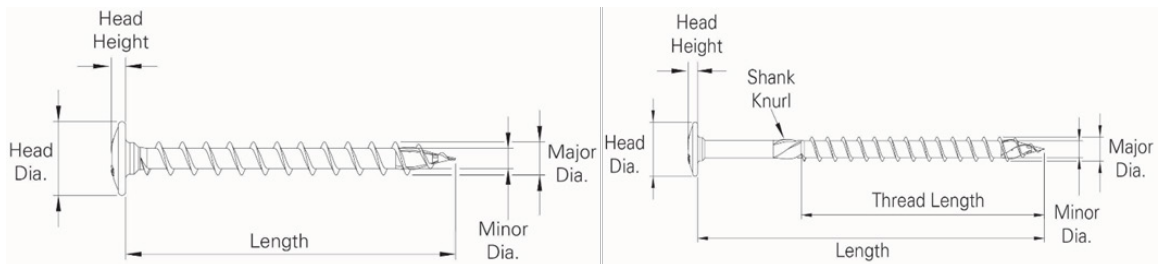 Head
Height
Head
Dia.
Major
Dia.
Minor
Dia.
Length
Head
Height
Shank
Knurl
Head
Dia.
Major
Dia.
Thread Length
Minor
Dia.
Length